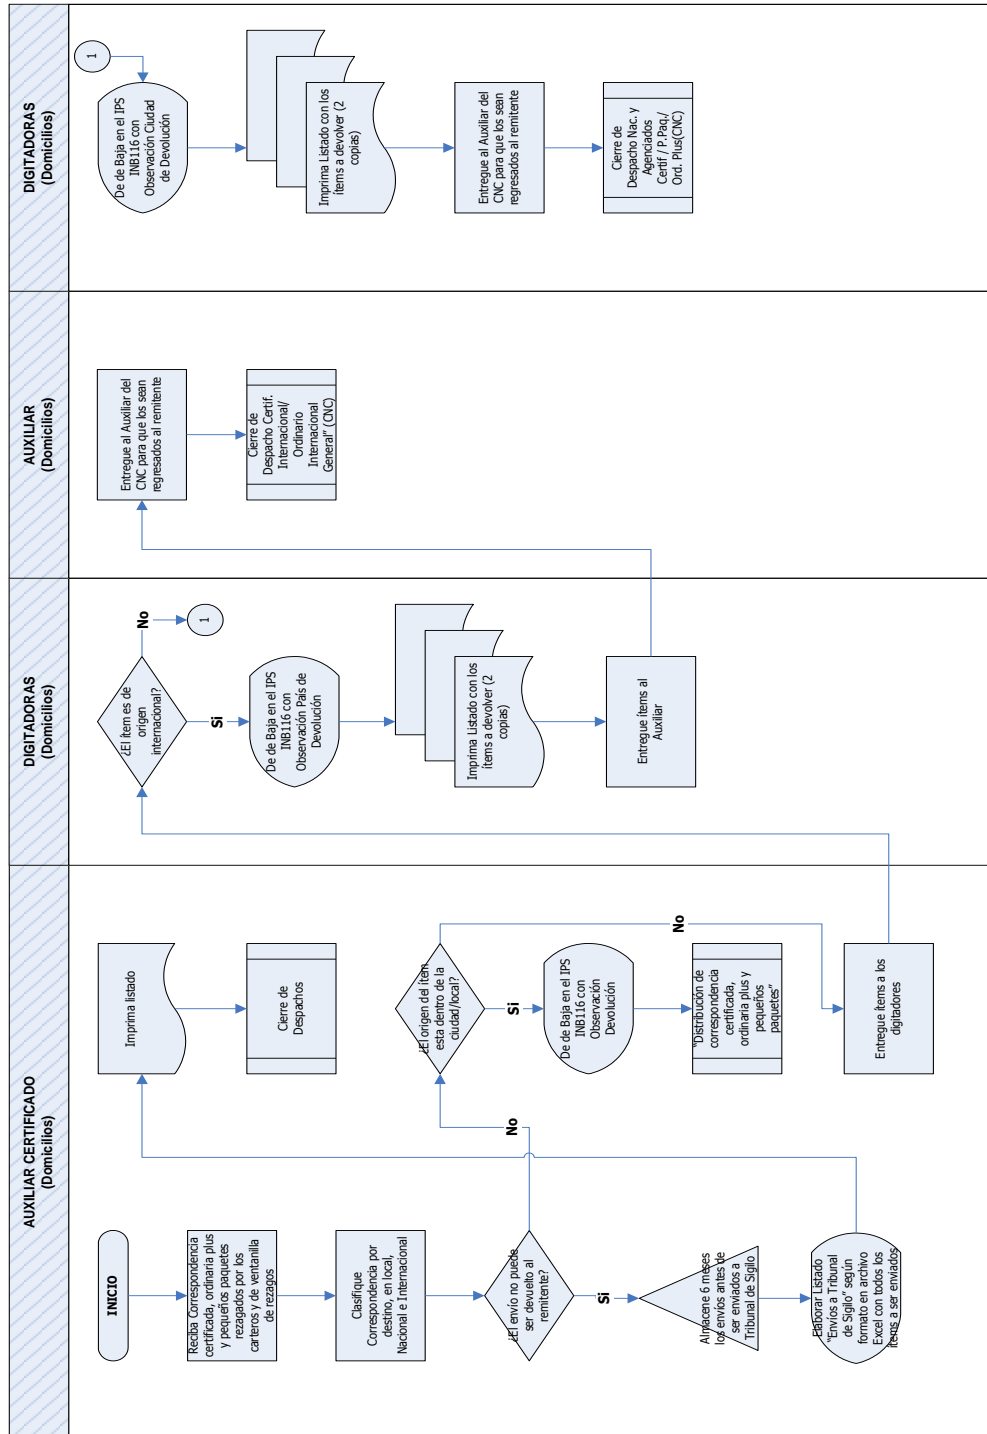 AUXILIAR CERTIFICADO
(Domicilios)
INICIO
Reciba Correspondencia
certificada, ordinaria plus
y pequeños paquetes
rezagados por los
carteros y de ventanilla
de rezagos
Clasifique
Correspondencia por
destino, en local,
Nacional e Internacional
¿El envío no puede
ser devuelto al
remitente?
Si
No
Almacene 6 meses
los envíos antes de
ser enviados a
Tribunal de Sigilo
Elaborar Listado
"Envíos a Tribunal
de Sigilo" según
formato en archivo
Excel con todos los
ítems a ser enviados
Imprima listado
Cierre de
Despachos
¿El origen del ítem
esta dentro de la
ciudad/local?
Si
No
De de Baja en el IPS
INB116 con
Observación
Devolución
"Distribución de
correspondencia
certificada,
ordinaria plus y
pequeños
paquetes"
Entregue ítems a los
digitadores
DIGITADORAS
(Domicilios)
¿El ítem es de
origen
internacional?
No
1
Si
De de Baja en el IPS
INB116 con
Observación País de
Devolución
Imprima Listado con los
ítems a devolver (2
copias)
Entregue ítems al
Auxiliar
AUXILIAR
(Domicilios)
Entregue al Auxiliar del
CNC para que los sean
regresados al remitente
Cierre de
Despacho Certif.
Internacional/
Ordinario
Internacional
General" (CNC)
DIGITADORAS
(Domicilios)
1
De de Baja en el IPS
INB116 con
Observación Ciudad
de Devolución
Imprima Listado con los
ítems a devolver (2
copias)
Entregue al Auxiliar del
CNC para que los sean
regresados al remitente
Cierre de
Despacho Nac. y
Agenciados
Certif / P.Paq./
Ord. Plus(CNC)